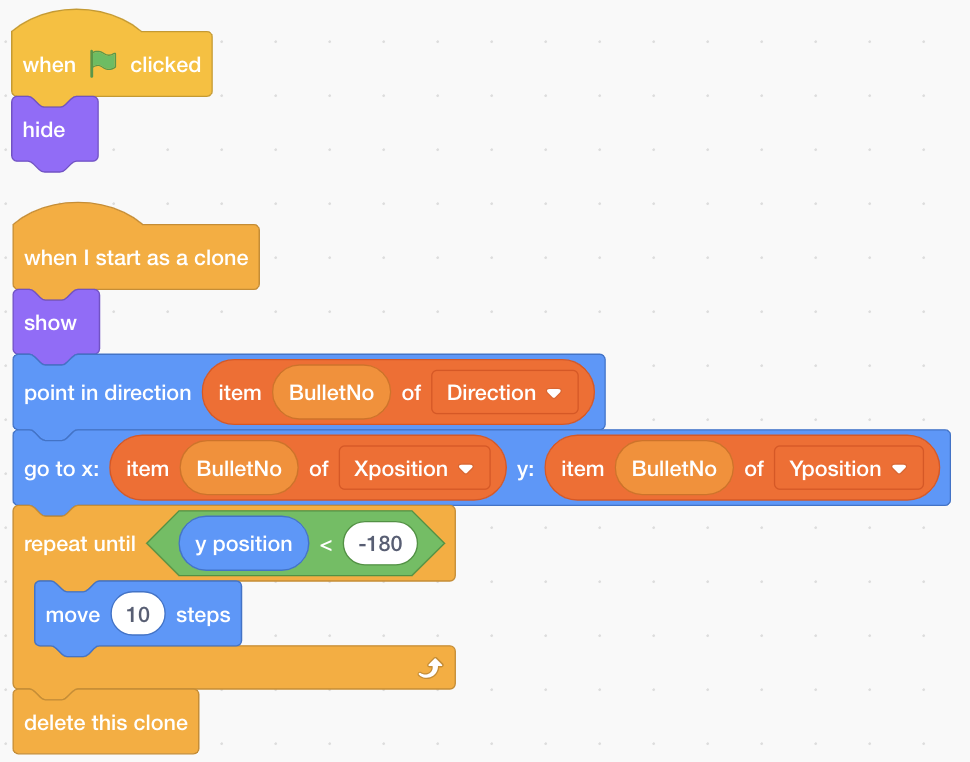 when clicked
hide
when I start as a clone
show
point in direction item BulletNo of Direction
go to x: item BulletNo of Xposition y: item BulletNo of Yposition
repeat until y position < -180
move 10 steps
delete this clone